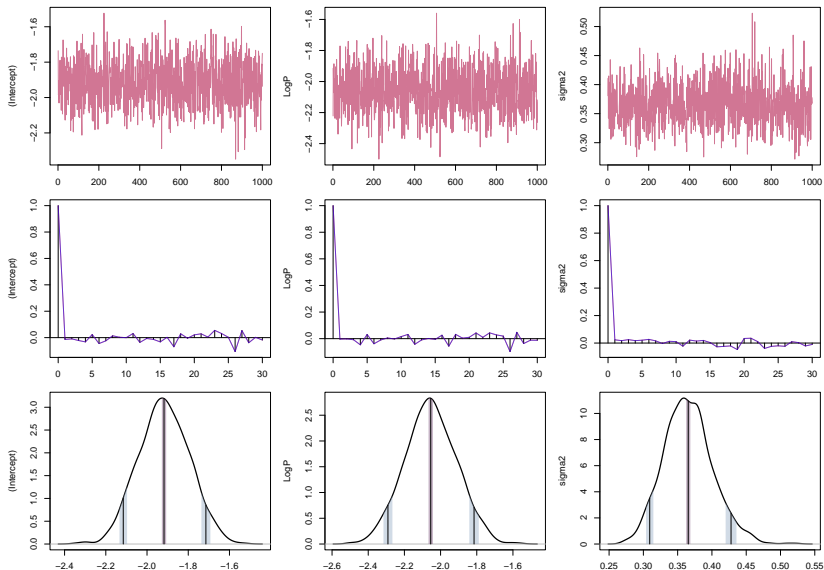 (Intercept)
−2.2 −2.0 −1.8 −1.6
0 200 400 600 800 1000
LogP
−2.4 −2.2 −2.0 −1.8 −1.6
0 200 400 600 800 1000
sigma2
0.30 0.35 0.40 0.45 0.50
0 200 400 600 800 1000
(Intercept)
0.0 0.2 0.4 0.6 0.8 1.0
0 5 10 15 20 25 30
LogP
0.0 0.2 0.4 0.6 0.8 1.0
0 5 10 15 20 25 30
sigma2
0.0 0.2 0.4 0.6 0.8 1.0
0 5 10 15 20 25 30
(Intercept)
0.0 0.5 1.0 1.5 2.0 2.5 3.0
−2.4 −2.2 −2.0 −1.8 −1.6
LogP
0.0 0.5 1.0 1.5 2.0 2.5
−2.6 −2.4 −2.2 −2.0 −1.8 −1.6
sigma2
0 2 4 6 8 10
0.25 0.30 0.35 0.40 0.45 0.50 0.55